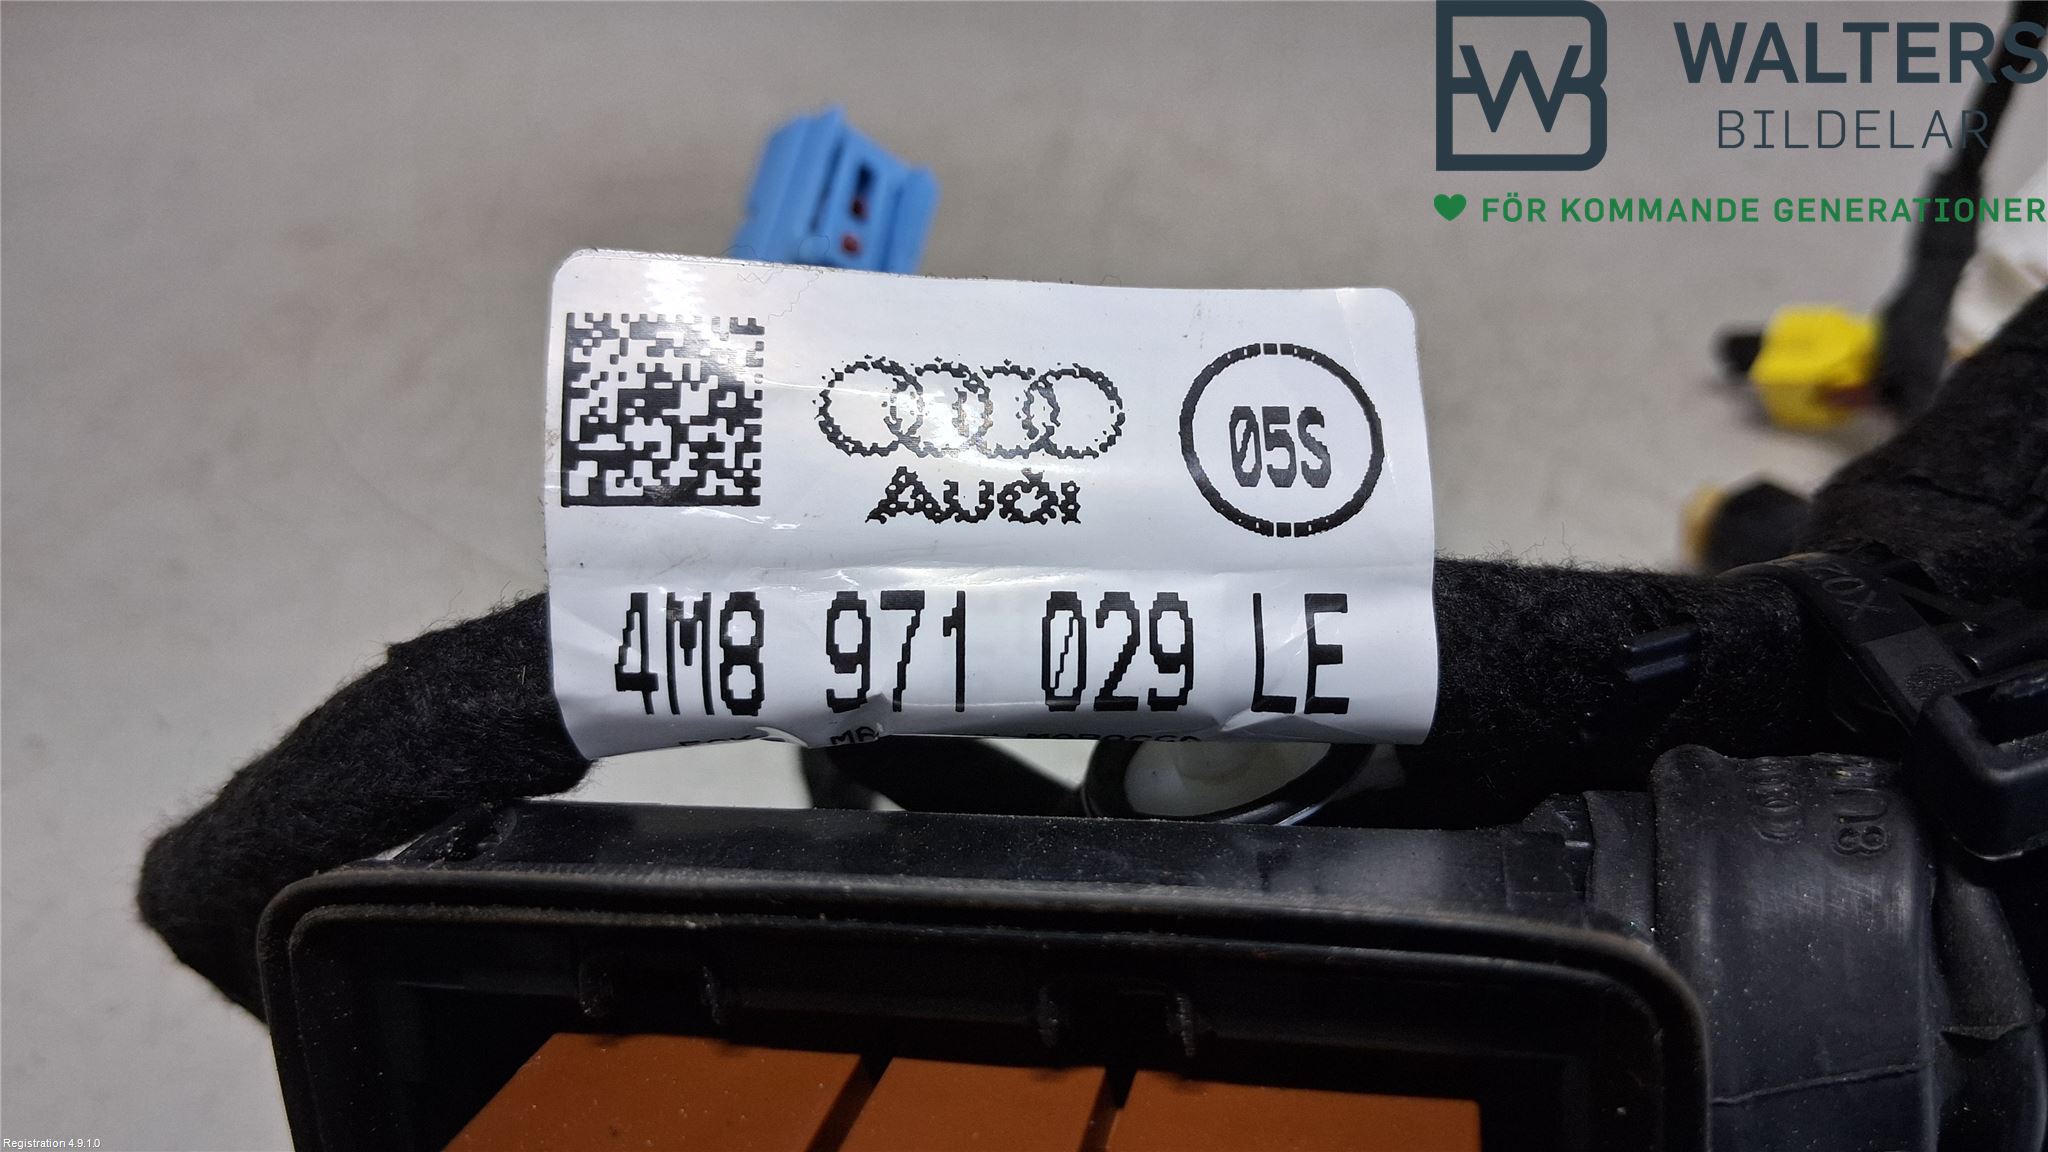 WALTERS
BILDELAR
FÖR KOMMANDE GENERATIONER
Audi
05S
4M8 971 029 LE
Registration 4.9.1.0